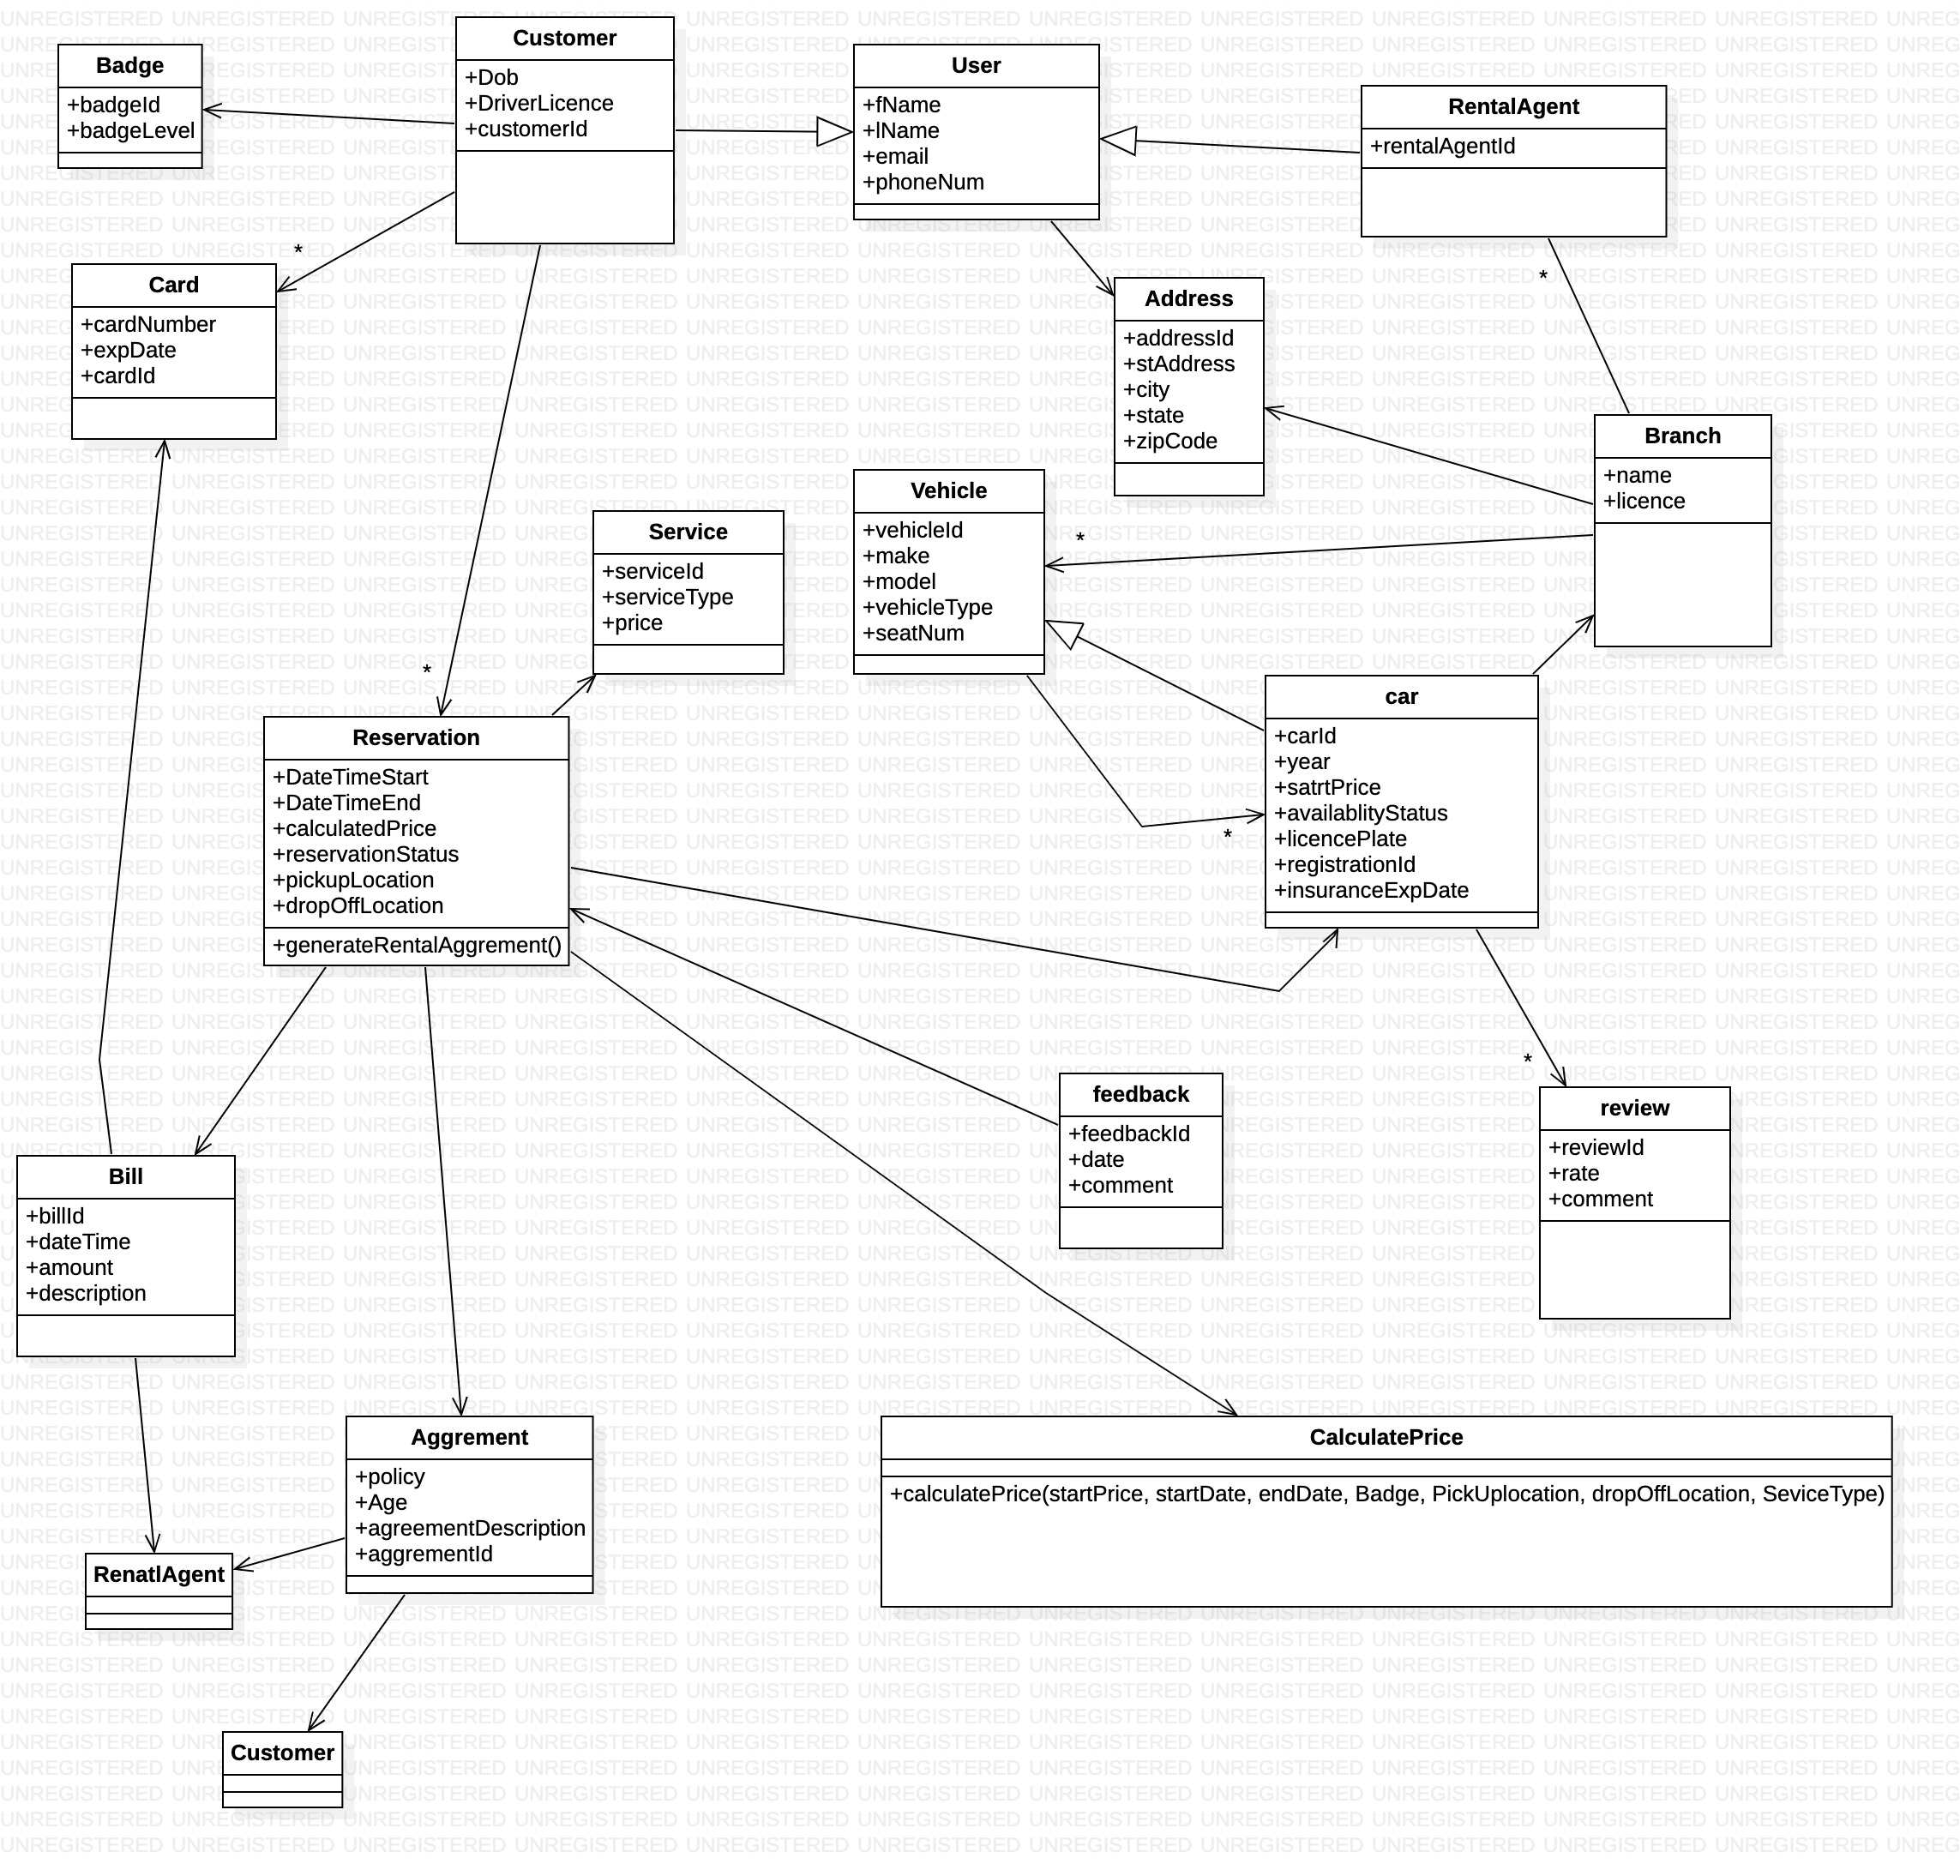 Badge
+badgeId
+badgeLevel
Customer
+Dob
+DriverLicence
+customerId
User
+fName
+lName
+email
+phoneNum
RentalAgent
+rentalAgentId
*
Card
+cardNumber
+expDate
+cardId
Address
+addressId
+stAddress
+city
+state
+zipCode
*
Branch
+name
+licence
Vehicle
+vehicleId
+make
+model
+vehicleType
+seatNum
*
Service
+serviceId
+serviceType
+price
*
Reservation
+DateTimeStart
+DateTimeEnd
+calculatedPrice
+reservationStatus
+pickupLocation
+dropOffLocation
+generateRentalAggrement()
car
+carId
+year
+satrtPrice
+availablityStatus
+licencePlate
+registrationId
+insuranceExpDate
*
*
feedback
+feedbackId
+date
+comment
review
+reviewId
+rate
+comment
Bill
+billId
+dateTime
+amount
+description
Aggrement
+policy
+Age
+agreementDescription
+aggrementId
CalculatePrice
+calculatePrice(startPrice, startDate, endDate, Badge, PickUplocation, dropOffLocation, SeviceType)
RenatlAgent
Customer
UNREGISTERED UNREGISTERED UNREGISTERED UNREGISTERED UNREGISTERED UNREGISTERED UNREGISTERED UNREGISTERED UNREGISTERED UNREGISTERED UNREGISTERED